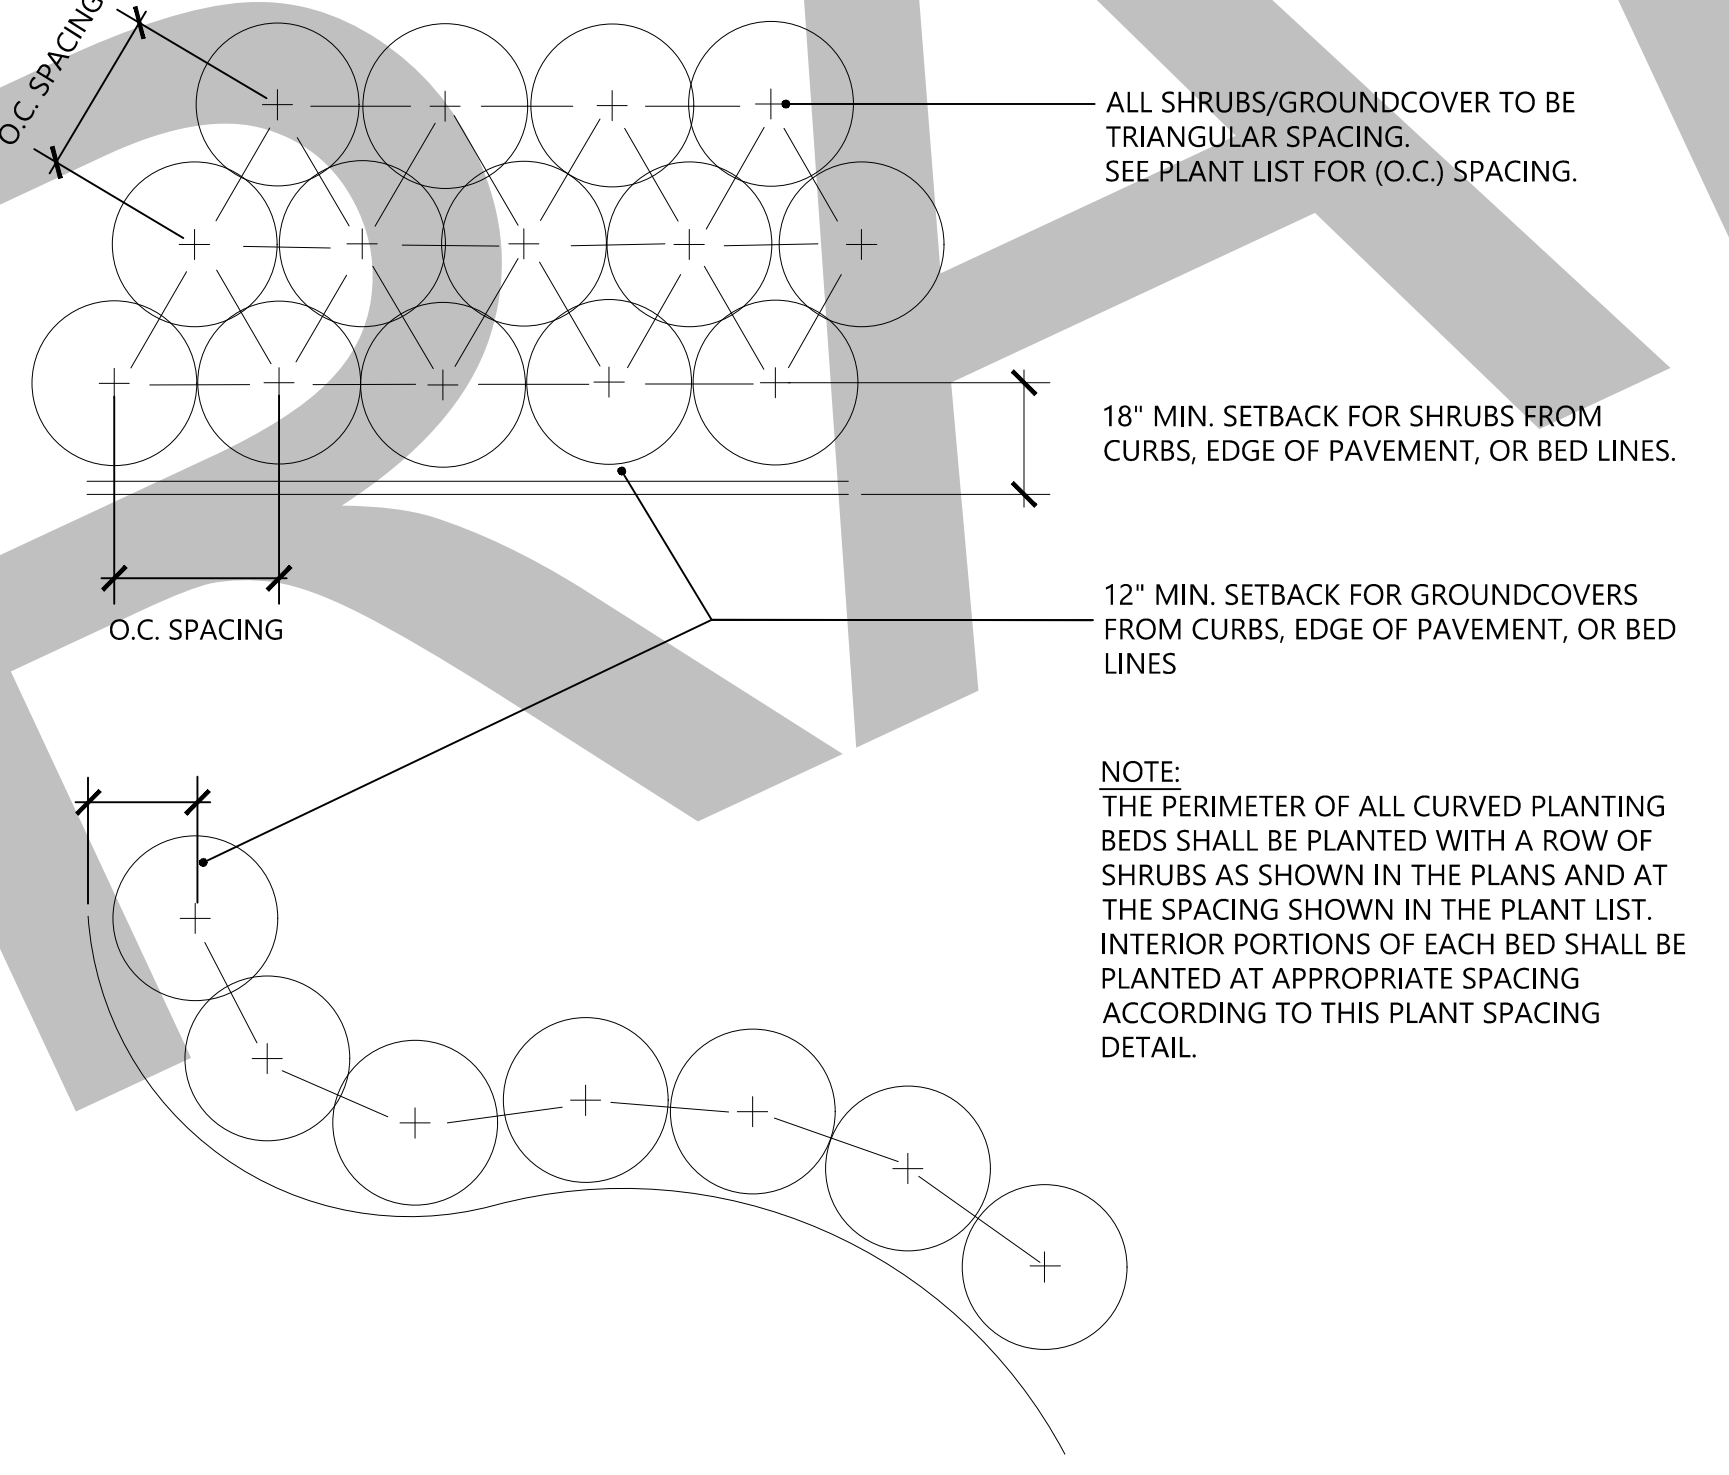 O.C. SPACING
ALL SHRUBS/GROUNDCOVER TO BE
TRIANGULAR SPACING.
SEE PLANT LIST FOR (O.C.) SPACING.
18" MIN. SETBACK FOR SHRUBS FROM
CURBS, EDGE OF PAVEMENT, OR BED LINES.
12" MIN. SETBACK FOR GROUNDCOVERS
FROM CURBS, EDGE OF PAVEMENT, OR BED
LINES
O.C. SPACING
NOTE:
THE PERIMETER OF ALL CURVED PLANTING
BEDS SHALL BE PLANTED WITH A ROW OF
SHRUBS AS SHOWN IN THE PLANS AND AT
THE SPACING SHOWN IN THE PLANT LIST.
INTERIOR PORTIONS OF EACH BED SHALL BE
PLANTED AT APPROPRIATE SPACING
ACCORDING TO THIS PLANT SPACING
DETAIL.